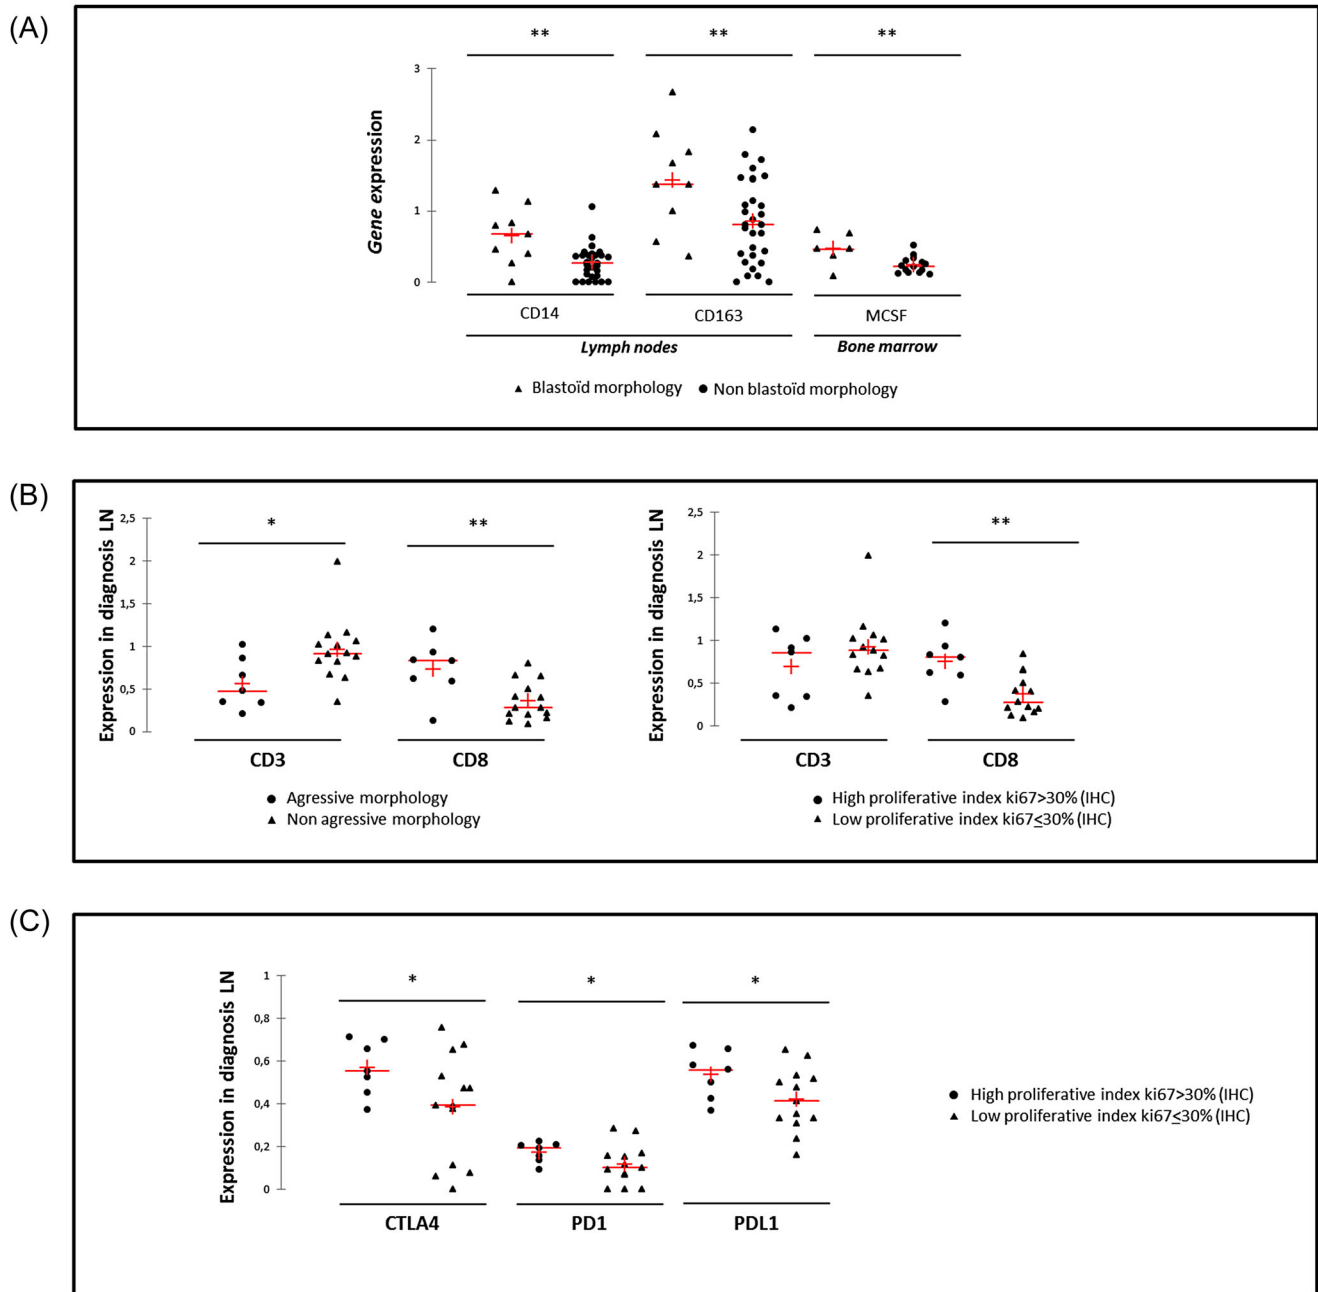 (A)
** ** **
3
2
1
0
Gene expression
CD14 CD163 MCSF
Lymph nodes Bone marrow
▲ Blastoïd morphology ● Non blastoïd morphology
(B)
Expression in diagnosis LN
2,5
2
1,5
1
0,5
0
* **
CD3 CD8
● Agressive morphology
▲ Non agressive morphology
Expression in diagnosis LN
2,5
2
1,5
1
0,5
0
**
CD3 CD8
● High proliferative index ki67>30% (IHC)
▲ Low proliferative index ki67≤30% (IHC)
(C)
Expression in diagnosis LN
1
0,8
0,6
0,4
0,2
0
* * *
CTLA4 PD1 PDL1
● High proliferative index ki67>30% (IHC)
▲ Low proliferative index ki67≤30% (IHC)